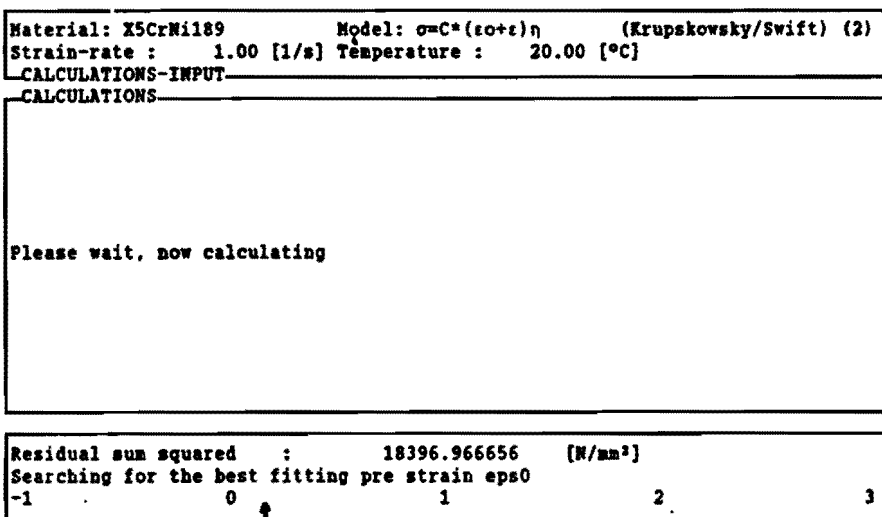 Material: X5CrNi189 Model: σ=C*(εo+ε)η (Krupskowsky/Swift) (2)
Strain-rate : 1.00 [1/s] Temperature : 20.00 [°C]
CALCULATIONS-INPUT
CALCULATIONS
Please wait, now calculating
Residual sum squared : 18396.966656 [N/mm²]
Searching for the best fitting pre strain eps0
-1 0 1 2 3